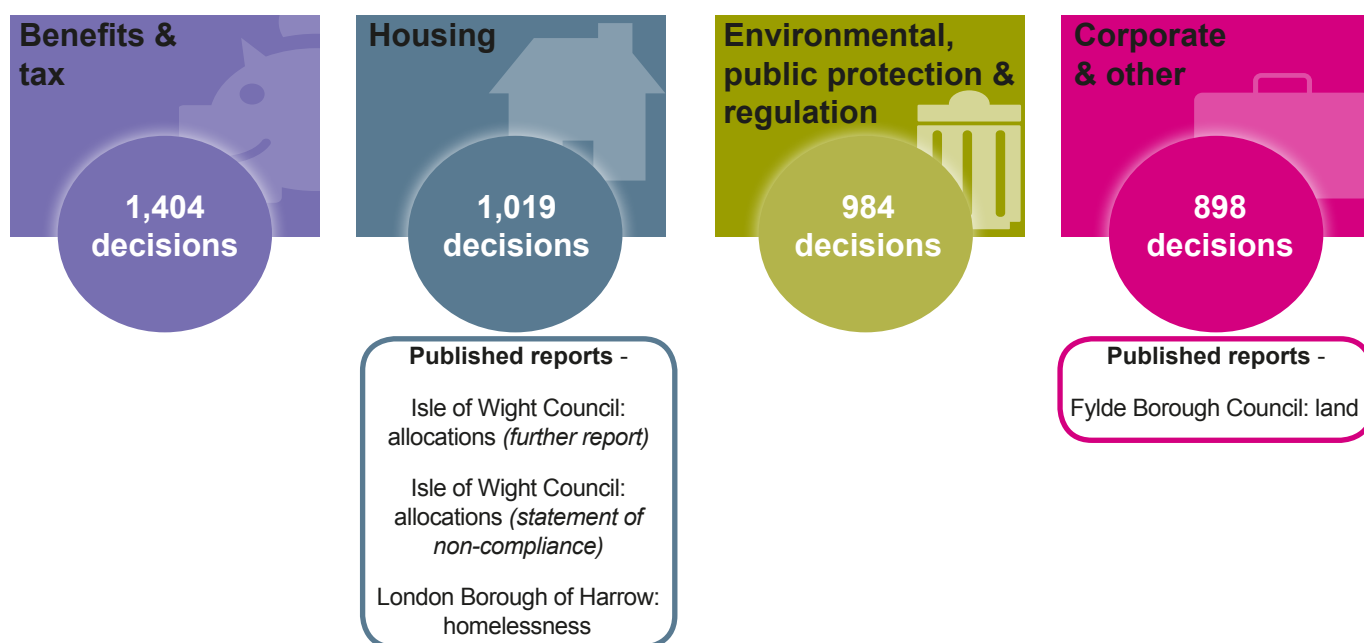 Benefits &
tax
1,404
decisions
Housing
1,019
decisions
Published reports -
Isle of Wight Council:
allocations (further report)
Isle of Wight Council:
allocations (statement of
non-compliance)
London Borough of Harrow:
homelessness
Environmental,
public protection &
regulation
984
decisions
Corporate
& other
898
decisions
Published reports -
Fylde Borough Council: land